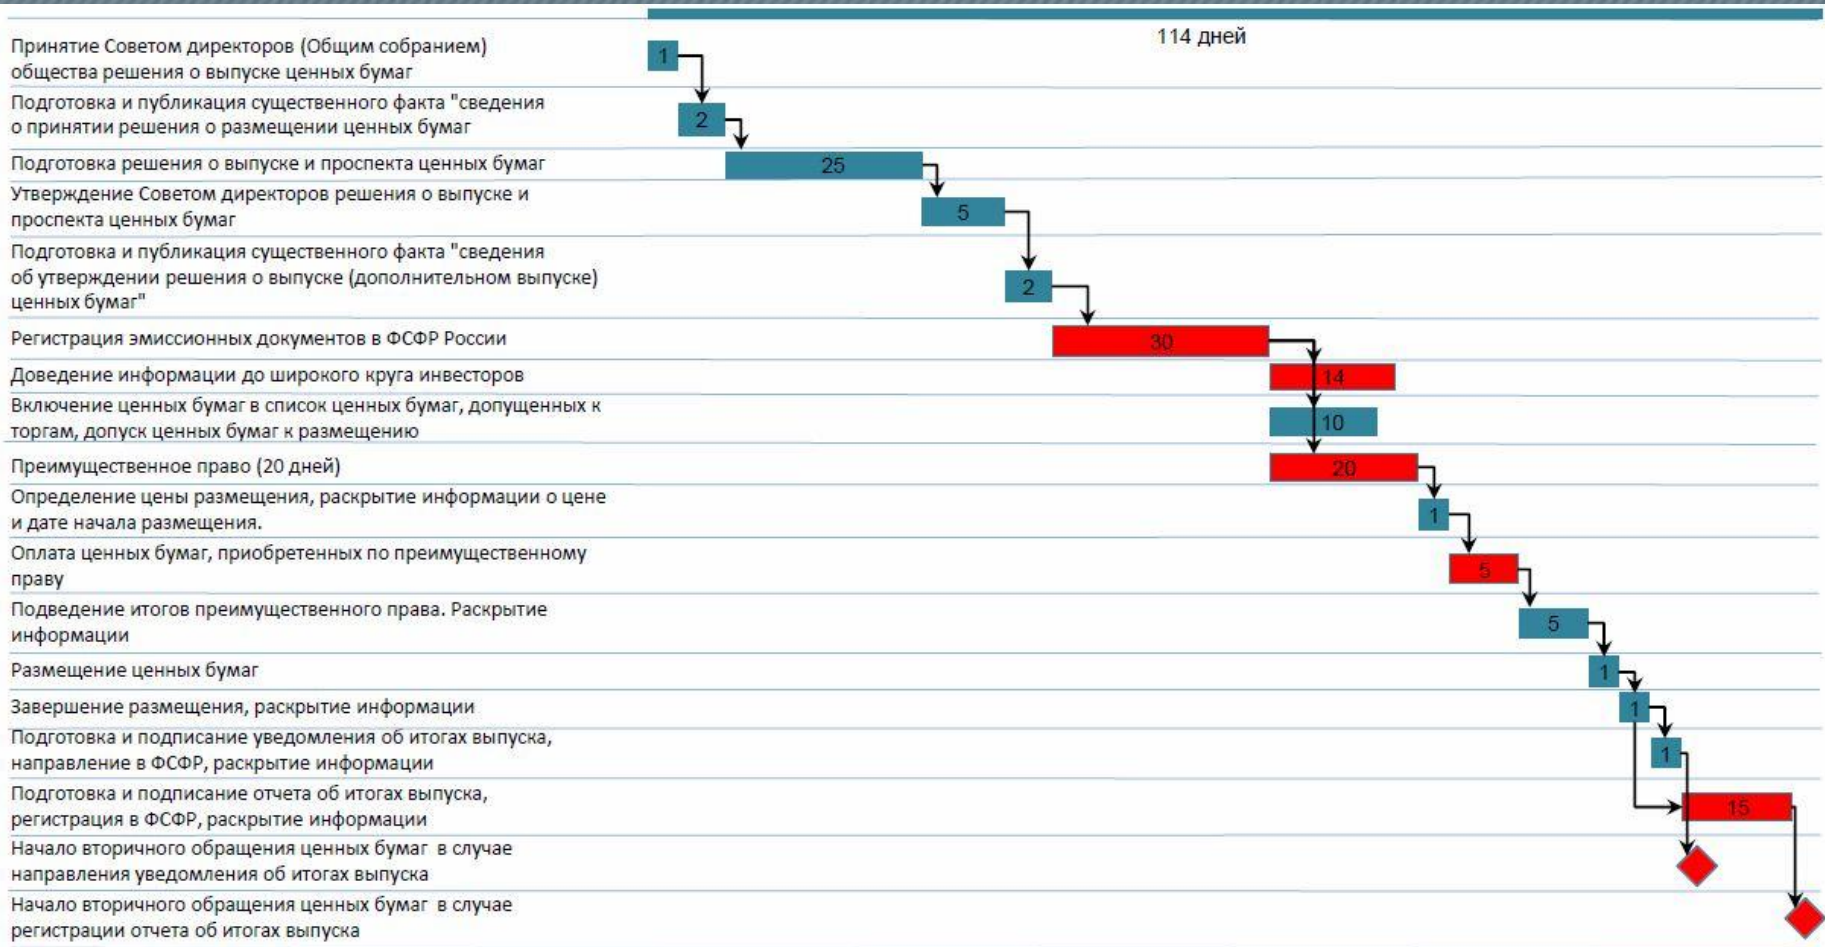 114 дней
Принятие Советом директоров (Общим собранием)
общества решения о выпуске ценных бумаг
1
Подготовка и публикация существенного факта "сведения
о принятии решения о размещении ценных бумаг
2
Подготовка решения о выпуске и проспекта ценных бумаг
25
Утверждение Советом директоров решения о выпуске и
проспекта ценных бумаг
5
Подготовка и публикация существенного факта "сведения
об утверждении решения о выпуске (дополнительном выпуске)
ценных бумаг"
2
Регистрация эмиссионных документов в ФСФР России
30
Доведение информации до широкого круга инвесторов
14
Включение ценных бумаг в список ценных бумаг, допущенных к
торгам, допуск ценных бумаг к размещению
10
Преимущественное право (20 дней)
20
Определение цены размещения, раскрытие информации о цене
и дате начала размещения.
1
Оплата ценных бумаг, приобретенных по преимущественному
праву
5
Подведение итогов преимущественного права. Раскрытие
информации
5
Размещение ценных бумаг
1
Завершение размещения, раскрытие информации
1
Подготовка и подписание уведомления об итогах выпуска,
направление в ФСФР, раскрытие информации
1
Подготовка и подписание отчета об итогах выпуска,
регистрация в ФСФР, раскрытие информации
15
Начало вторичного обращения ценных бумаг в случае
направления уведомления об итогах выпуска
Начало вторичного обращения ценных бумаг в случае
регистрации отчета об итогах выпуска